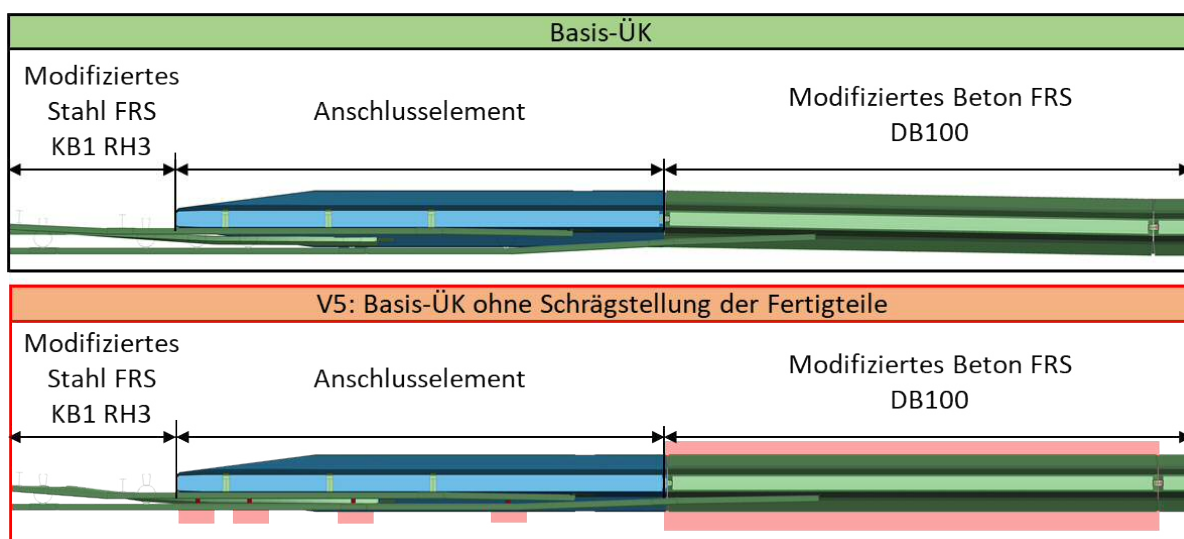 Basis-ÜK
Modifiziertes
Stahl FRS
KB1 RH3
Anschlusselement
Modifiziertes Beton FRS
DB100
V5: Basis-ÜK ohne Schrägstellung der Fertigteile
Modifiziertes
Stahl FRS
KB1 RH3
Anschlusselement
Modifiziertes Beton FRS
DB100